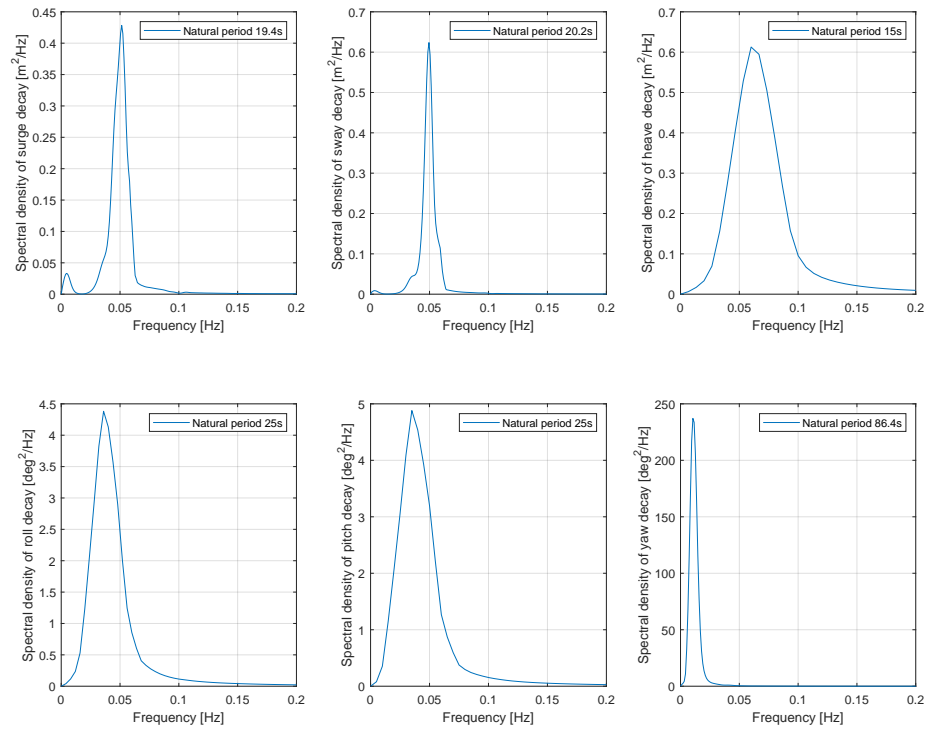 Spectral density of surge decay [m²/Hz]
0.45
0.4
0.35
0.3
0.25
0.2
0.15
0.1
0.05
0
Natural period 19.4s
0 0.05 0.1 0.15 0.2
Frequency [Hz]
Spectral density of sway decay [m²/Hz]
0.7
0.6
0.5
0.4
0.3
0.2
0.1
0
Natural period 20.2s
0 0.05 0.1 0.15 0.2
Frequency [Hz]
Spectral density of heave decay [m²/Hz]
0.7
0.6
0.5
0.4
0.3
0.2
0.1
0
Natural period 15s
0 0.05 0.1 0.15 0.2
Frequency [Hz]
Spectral density of roll decay [deg²/Hz]
4.5
4
3.5
3
2.5
2
1.5
1
0.5
0
Natural period 25s
0 0.05 0.1 0.15 0.2
Frequency [Hz]
Spectral density of pitch decay [deg²/Hz]
5
4
3
2
1
0
Natural period 25s
0 0.05 0.1 0.15 0.2
Frequency [Hz]
Spectral density of yaw decay [deg²/Hz]
250
200
150
100
50
0
Natural period 86.4s
0 0.05 0.1 0.15 0.2
Frequency [Hz]